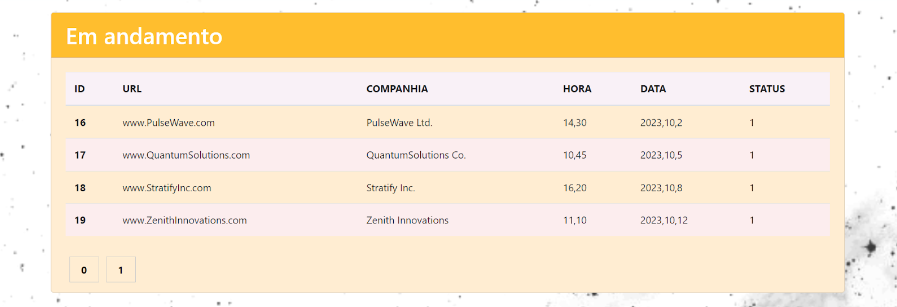 Em andamento
ID URL COMPANHIA HORA DATA STATUS
16 www.PulseWave.com PulseWave Ltd. 14,30 2023,10,2 1
17 www.QuantumSolutions.com QuantumSolutions Co. 10,45 2023,10,5 1
18 www.StratifyInc.com Stratify Inc. 16,20 2023,10,8 1
19 www.ZenithInnovations.com Zenith Innovations 11,10 2023,10,12 1
0 1